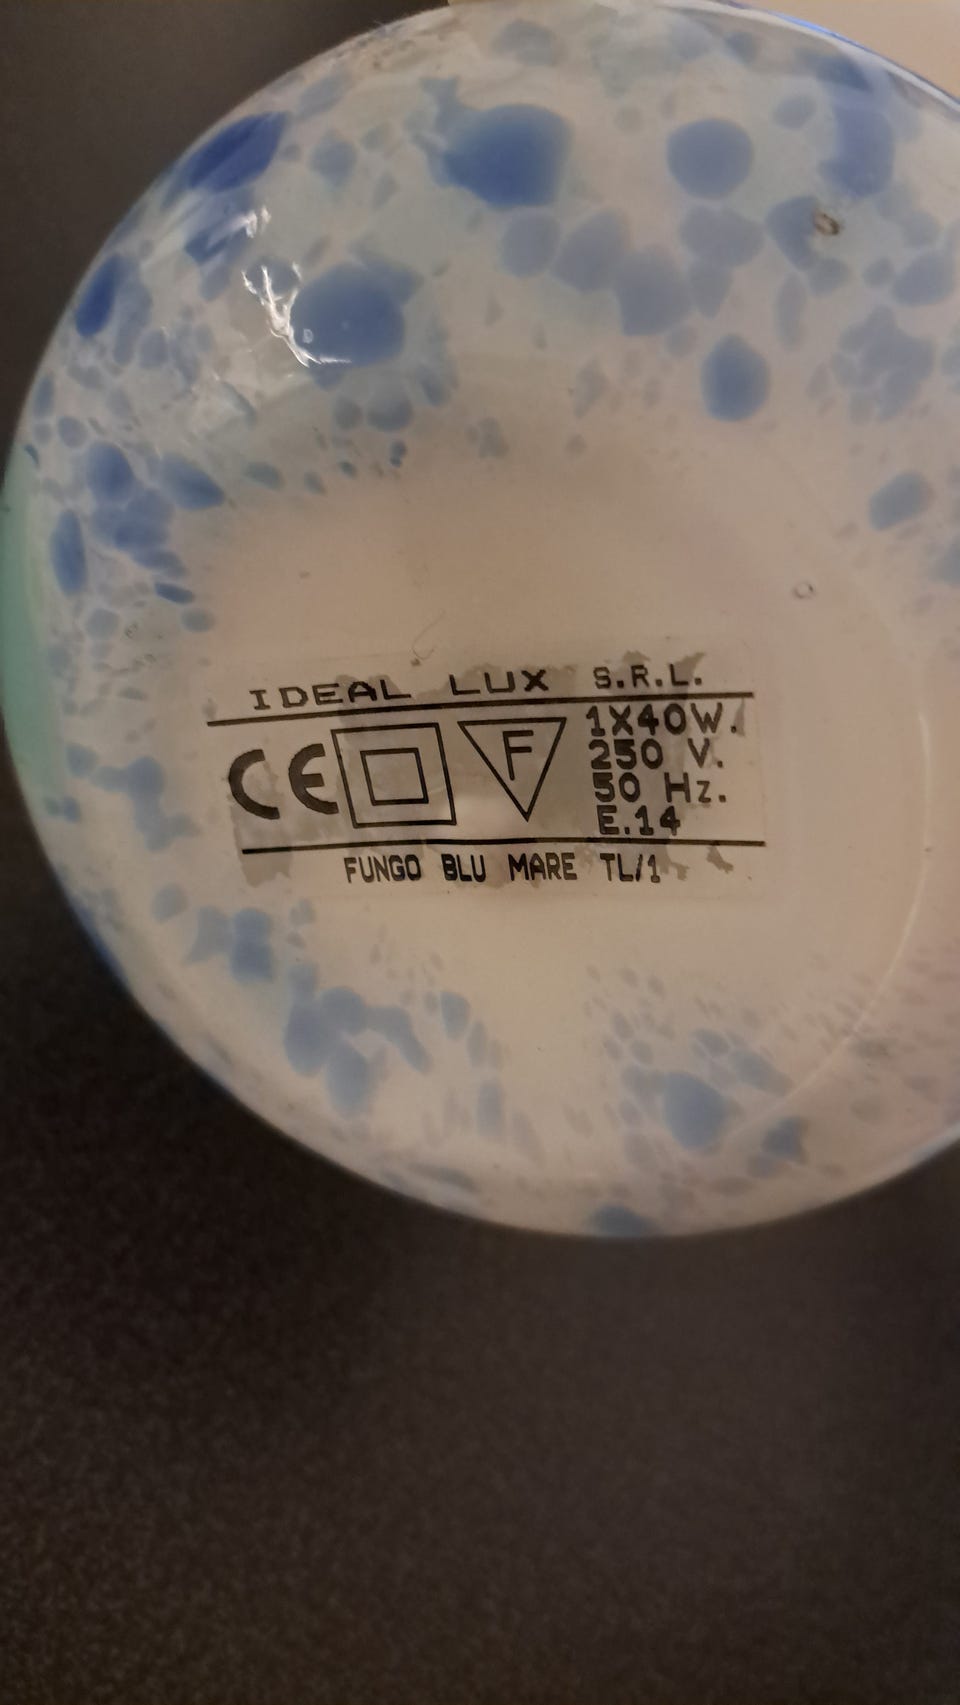 IDEAL LUX S.R.L.
CE F 1X40W.
250 V.
50 Hz.
E.14
FUNGO BLU MARE TL/1